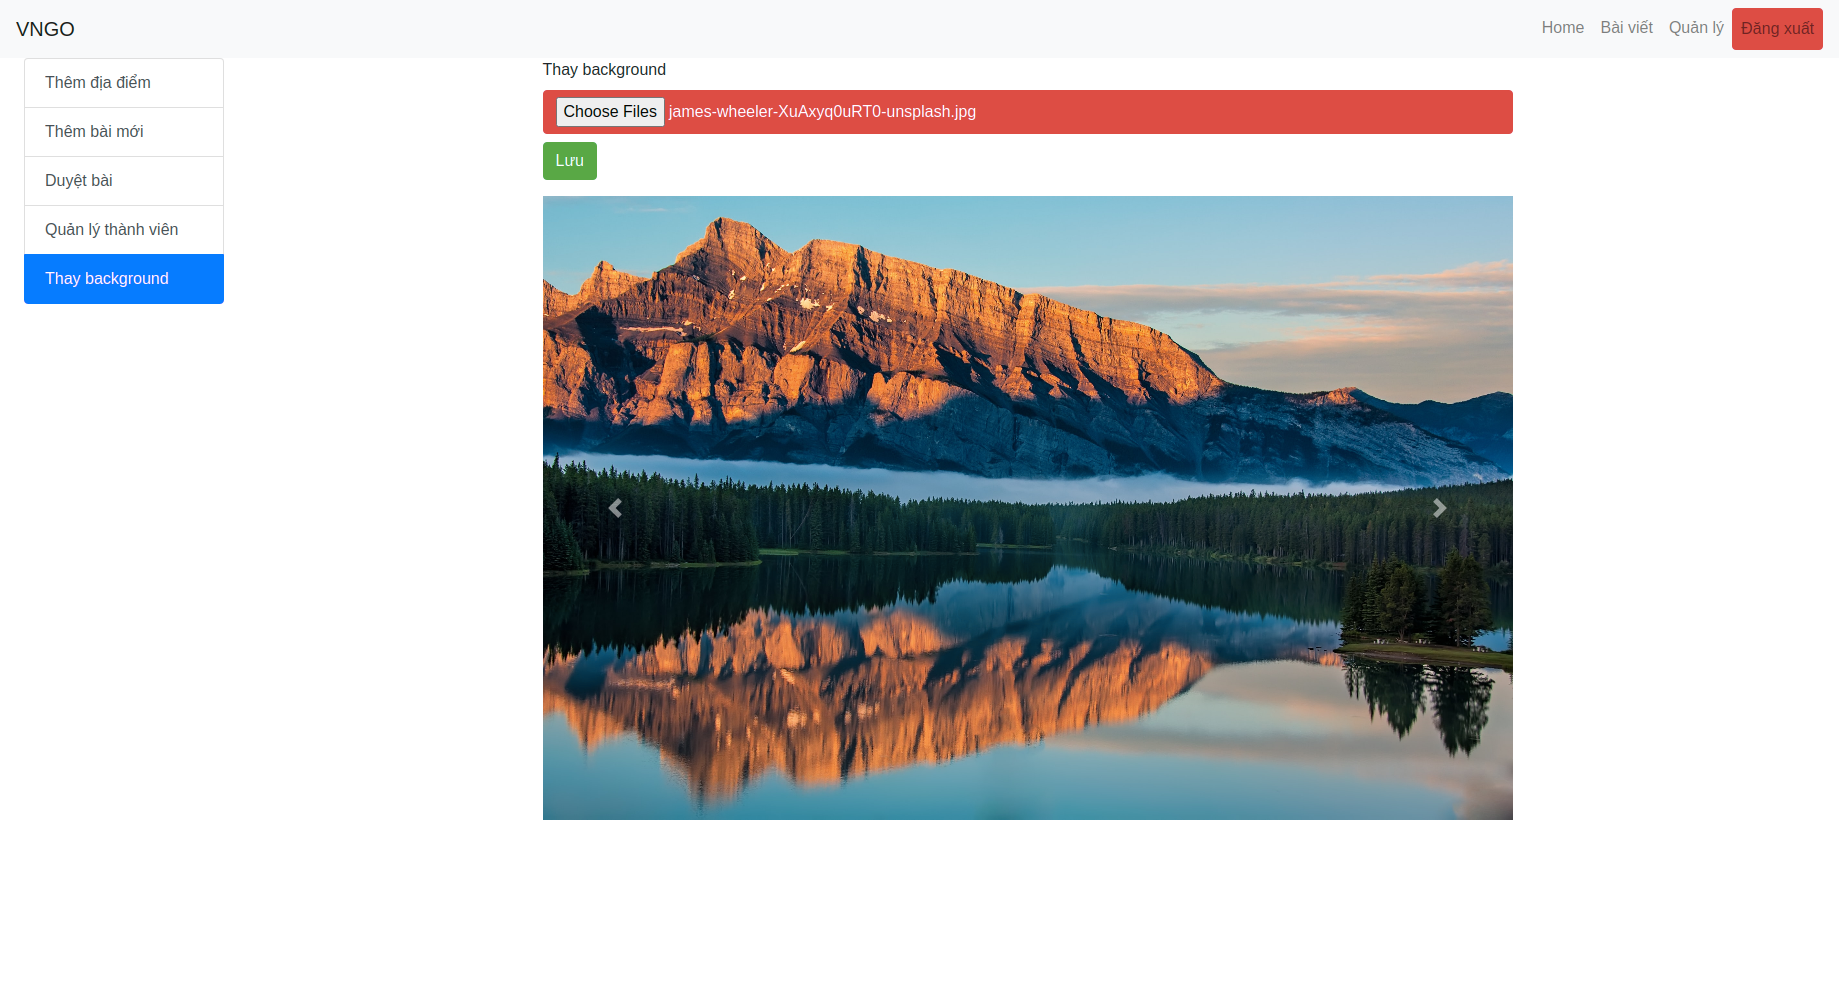 VNGO
Home
Bài viết
Quản lý
Đăng xuất
Thêm địa điểm
Thêm bài mới
Duyệt bài
Quản lý thành viên
Thay background
Thay background
Choose Files james-wheeler-XuAxyq0uRT0-unsplash.jpg
Lưu